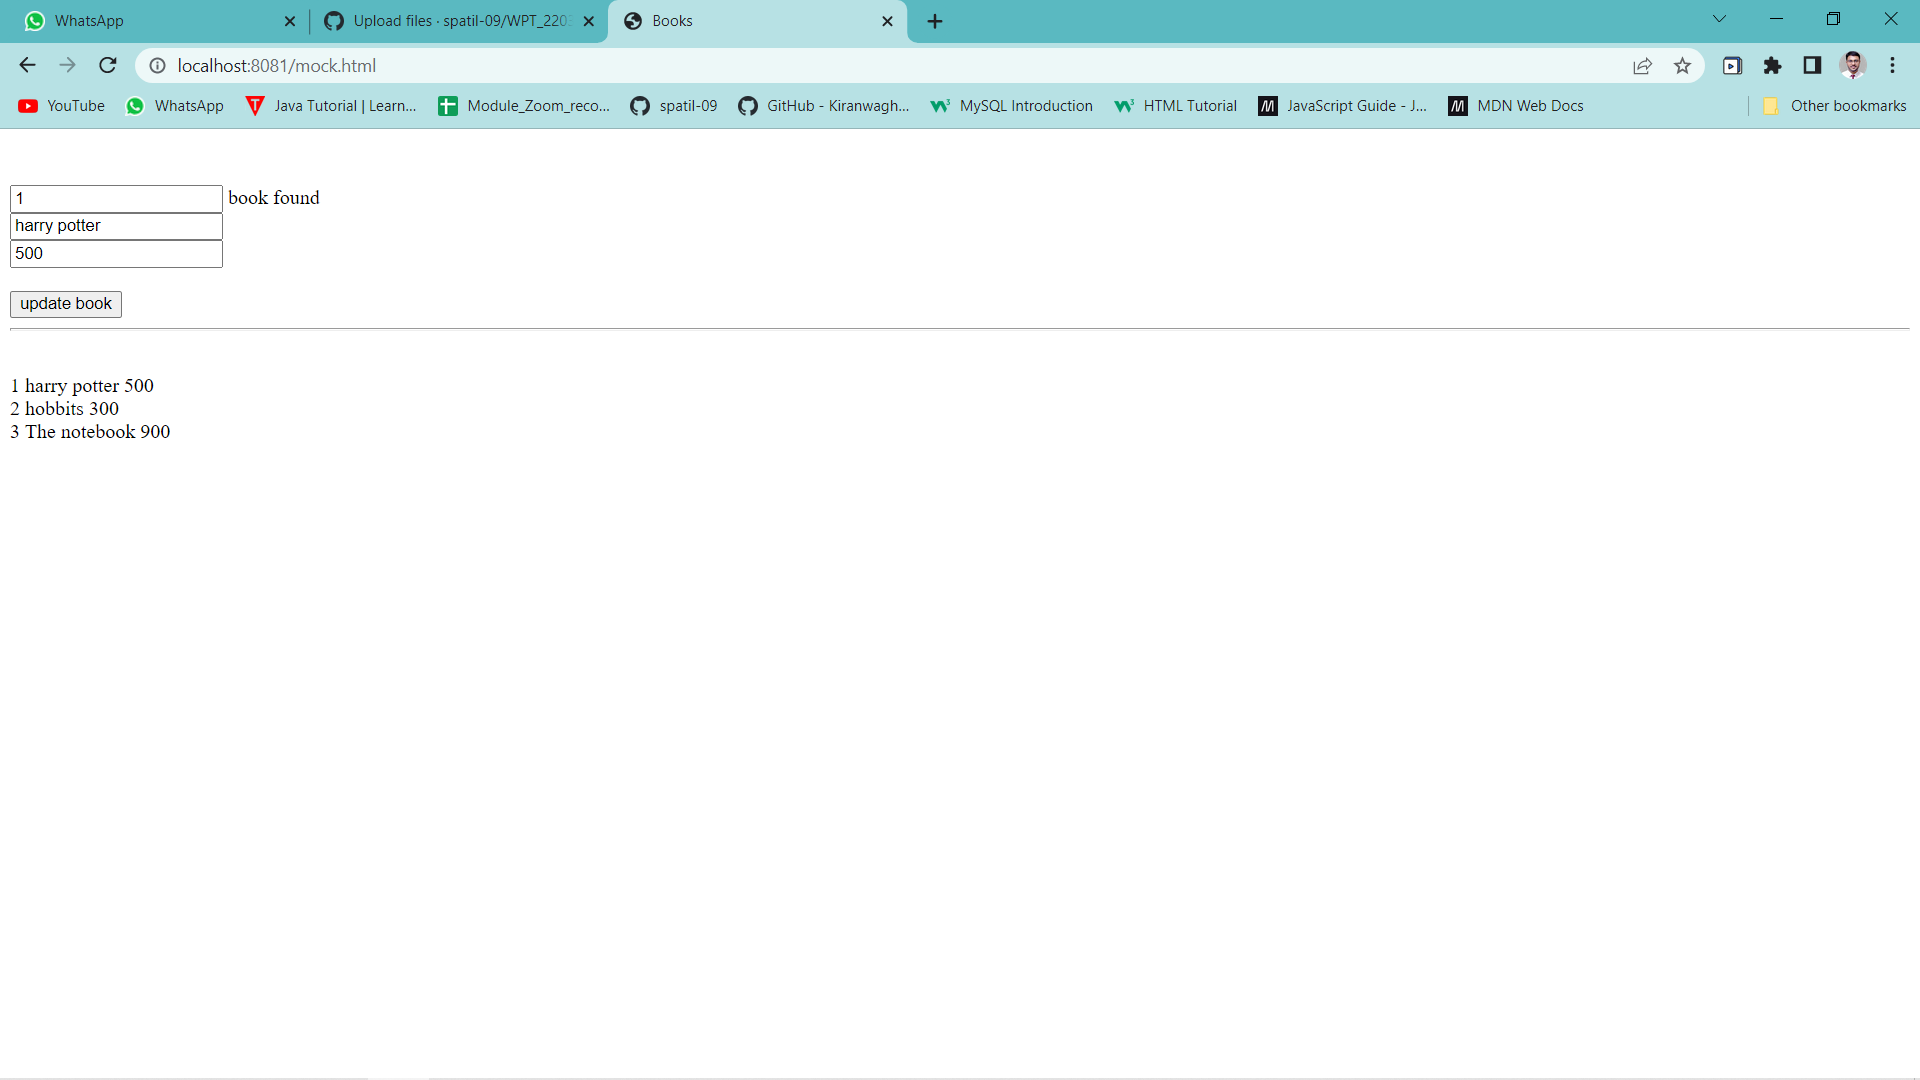 WhatsApp
Upload files · spatil-09/WPT_2203
Books
localhost:8081/mock.html
YouTube
WhatsApp
Java Tutorial | Learn...
Module_Zoom_reco...
spatil-09
GitHub - Kiranwagh...
MySQL Introduction
HTML Tutorial
JavaScript Guide - J...
MDN Web Docs
Other bookmarks
1 book found
harry potter
500
update book
1 harry potter 500
2 hobbits 300
3 The notebook 900